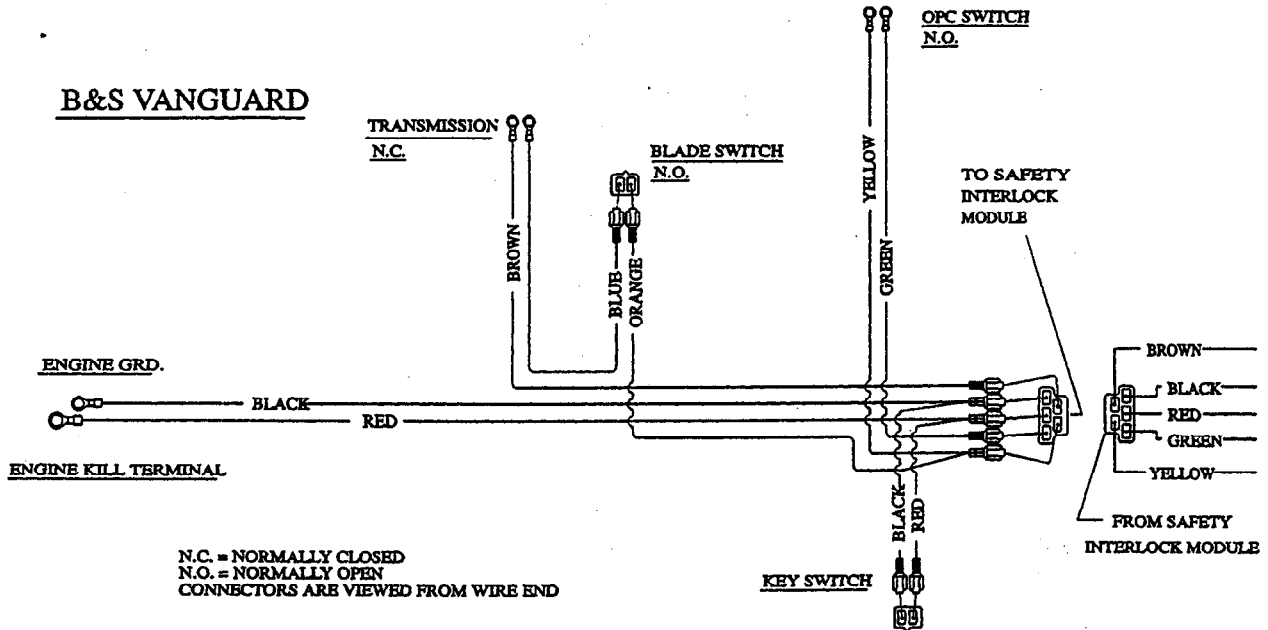 OPC SWITCH
N.O.
B&S VANGUARD
TRANSMISSION
N.C.
BLADE SWITCH
N.O.
YELLOW
GREEN
TO SAFETY
INTERLOCK
MODULE
BROWN
BLUE
ORANGE
ENGINE GRD.
BLACK
RED
ENGINE KILL TERMINAL
BROWN
BLACK
RED
GREEN
YELLOW
BLACK
RED
FROM SAFETY
INTERLOCK MODULE
N.C. = NORMALLY CLOSED
N.O. = NORMALLY OPEN
CONNECTORS ARE VIEWED FROM WIRE END
KEY SWITCH